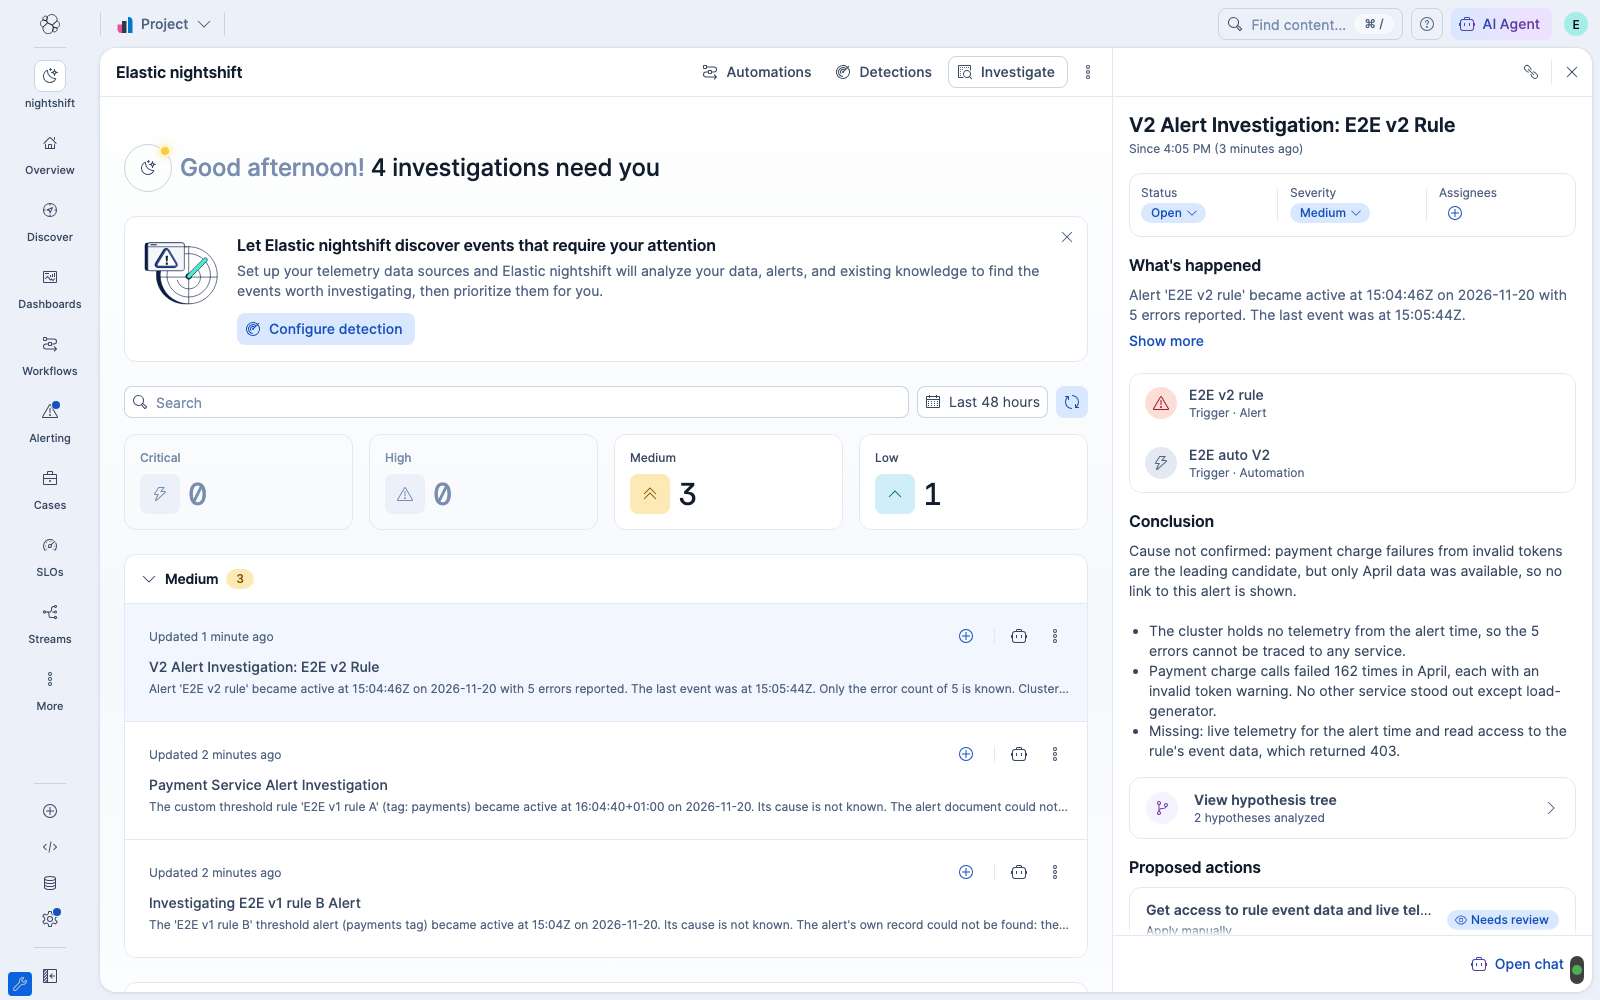 Project
Find content...
⌘ /
AI Agent
E
nightshift
Overview
Discover
Dashboards
Workflows
Alerting
Cases
SLOs
Streams
More
Elastic nightshift
Automations
Detections
Investigate
Good afternoon! 4 investigations need you
Let Elastic nightshift discover events that require your attention
Set up your telemetry data sources and Elastic nightshift will analyze your data, alerts, and existing knowledge to find the
events worth investigating, then prioritize them for you.
Configure detection
Search
Last 48 hours
Critical
0
High
0
Medium
3
Low
1
Medium 3
Updated 1 minute ago
V2 Alert Investigation: E2E v2 Rule
Alert 'E2E v2 rule' became active at 15:04:46Z on 2026-11-20 with 5 errors reported. The last event was at 15:05:44Z. Only the error count of 5 is known. Cluster...
Updated 2 minutes ago
Payment Service Alert Investigation
The custom threshold rule 'E2E v1 rule A' (tag: payments) became active at 16:04:40+01:00 on 2026-11-20. Its cause is not known. The alert document could not...
Updated 2 minutes ago
Investigating E2E v1 rule B Alert
The 'E2E v1 rule B' threshold alert (payments tag) became active at 15:04Z on 2026-11-20. Its cause is not known. The alert's own record could not be found: the...
V2 Alert Investigation: E2E v2 Rule
Since 4:05 PM (3 minutes ago)
Status
Open
Severity
Medium
Assignees
What's happened
Alert 'E2E v2 rule' became active at 15:04:46Z on 2026-11-20 with
5 errors reported. The last event was at 15:05:44Z.
Show more
E2E v2 rule
Trigger · Alert
E2E auto V2
Trigger · Automation
Conclusion
Cause not confirmed: payment charge failures from invalid tokens
are the leading candidate, but only April data was available, so no
link to this alert is shown.
• The cluster holds no telemetry from the alert time, so the 5
errors cannot be traced to any service.
• Payment charge calls failed 162 times in April, each with an
invalid token warning. No other service stood out except load-
generator.
• Missing: live telemetry for the alert time and read access to the
rule's event data, which returned 403.
View hypothesis tree
2 hypotheses analyzed
Proposed actions
Get access to rule event data and live tel...
Needs review
Apply manually
Open chat